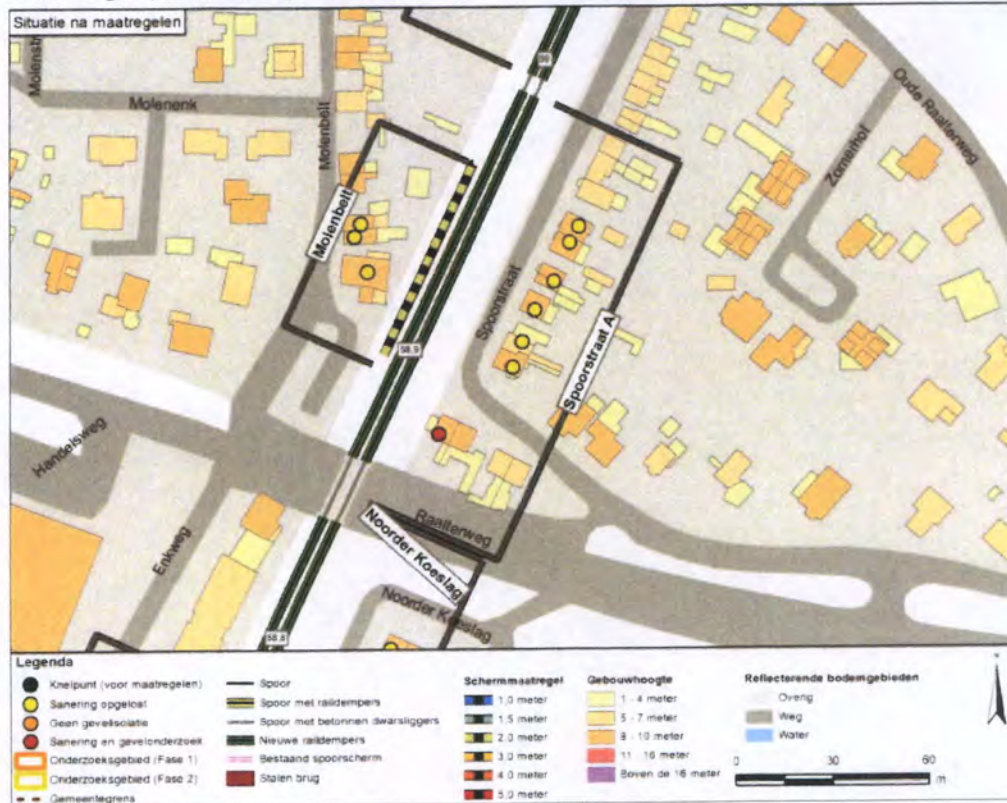 Situatie na maatregelen
Molenstr
Molenenk
Molenbelt
Molenbelt
Oude Raalterweg
Zomerhof
Spoorstraat
Spoorstraat A
58,9
Handelsweg
Enkweg
Raalterweg
Noorder Koeslag
Noorder Koeslag
58,8
Legenda
Knelpunt (voor maatregelen)
Sanering opgelost
Geen gevelisolatie
Sanering en gevelonderzoek
Onderzoeksgebied (Fase 1)
Onderzoeksgebied (Fase 2)
Gemeentegrens
Spoor
Spoor met raildempers
Spoor met betonnen dwarsliggers
Nieuwe raildempers
Bestaand spoorscherm
Stalen brug
Schermmaatregel
1,0 meter
1,5 meter
2,0 meter
3,0 meter
4,0 meter
5,0 meter
Gebouwhoogte
1 - 4 meter
5 - 7 meter
8 - 10 meter
11 - 16 meter
Boven de 16 meter
Reflecterende bodemgebieden
Overig
Weg
Water
0 30 60
m